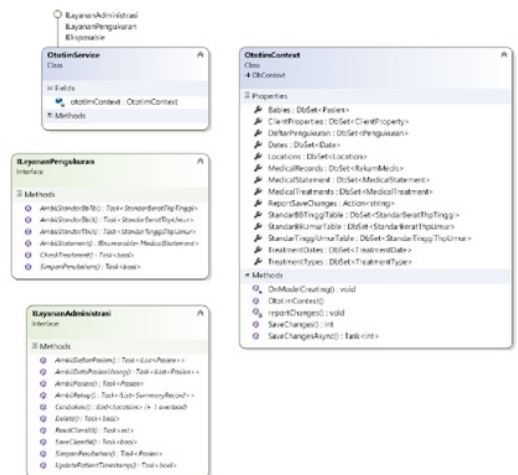 ILayananAdministrasi
ILayananPengukuran
IDisposable
OtotimService
Class
Fields
ototimContext : OtotimContext
Methods
ILayananPengukuran
Interface
Methods
AmbilStandarBbTb() : Task<StandarBeratThpTinggi>
AmbilStandarBbU() : Task<StandarBeratThpUmur>
AmbilStandarTbU() : Task<StandarTinggiThpUmur>
AmbilStatement() : IEnumerable<MedicalStatement>
CheckTreatment() : Task<bool>
SimpanPerubahan() : Task<bool>
ILayananAdministrasi
Interface
Methods
AmbilDaftarPasien() : Task<IList<Pasien>>
AmbilDataPasienUsang() : Task<IList<Pasien>>
AmbilPasien() : Task<Pasien>
AmbilRekap() : Task<IList<SummaryRecord>>
CariLokasi() : IList<Location> (+ 1 overload)
Delete() : Task<bool>
ReadClientId() : Task<int>
SaveClientId() : Task<bool>
SimpanPerubahan() : Task<Pasien>
UpdatePatientTimestamp() : Task<bool>
OtotimContext
Class
DbContext
Properties
Babies : DbSet<Pasien>
ClientProperties : DbSet<ClientProperty>
DaftarPengukuran : DbSet<Pengukuran>
Dates : DbSet<Date>
Locations : DbSet<Location>
MedicalRecords : DbSet<RekamMedis>
MedicalStatement : DbSet<MedicalStatement>
MedicalTreatments : DbSet<MedicalTreatment>
ReportSaveChanges : Action<string>
StandarBBTinggiTable : DbSet<StandarBeratThpTinggi>
StandarBBUmurTable : DbSet<StandarBeratThpUmur>
StandarTinggiUmurTable : DbSet<StandarTinggiThpUmur>
TreatmentDates : DbSet<TreatmentDate>
TreatmentTypes : DbSet<TreatmentType>
Methods
OnModelCreating() : void
OtotimContext()
reportChanges() : void
SaveChanges() : int
SaveChangesAsync() : Task<int>